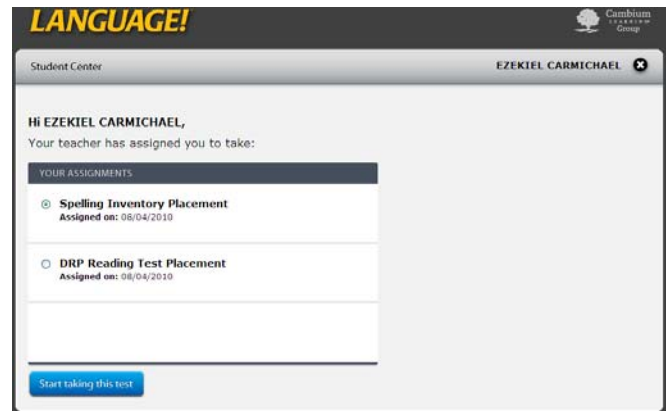 LANGUAGE!
Cambium
LEARNING
Group
Student Center
EZEKIEL CARMICHAEL
Hi EZEKIEL CARMICHAEL,
Your teacher has assigned you to take:
YOUR ASSIGNMENTS
Spelling Inventory Placement
Assigned on: 08/04/2010
DRP Reading Test Placement
Assigned on: 08/04/2010
Start taking this test